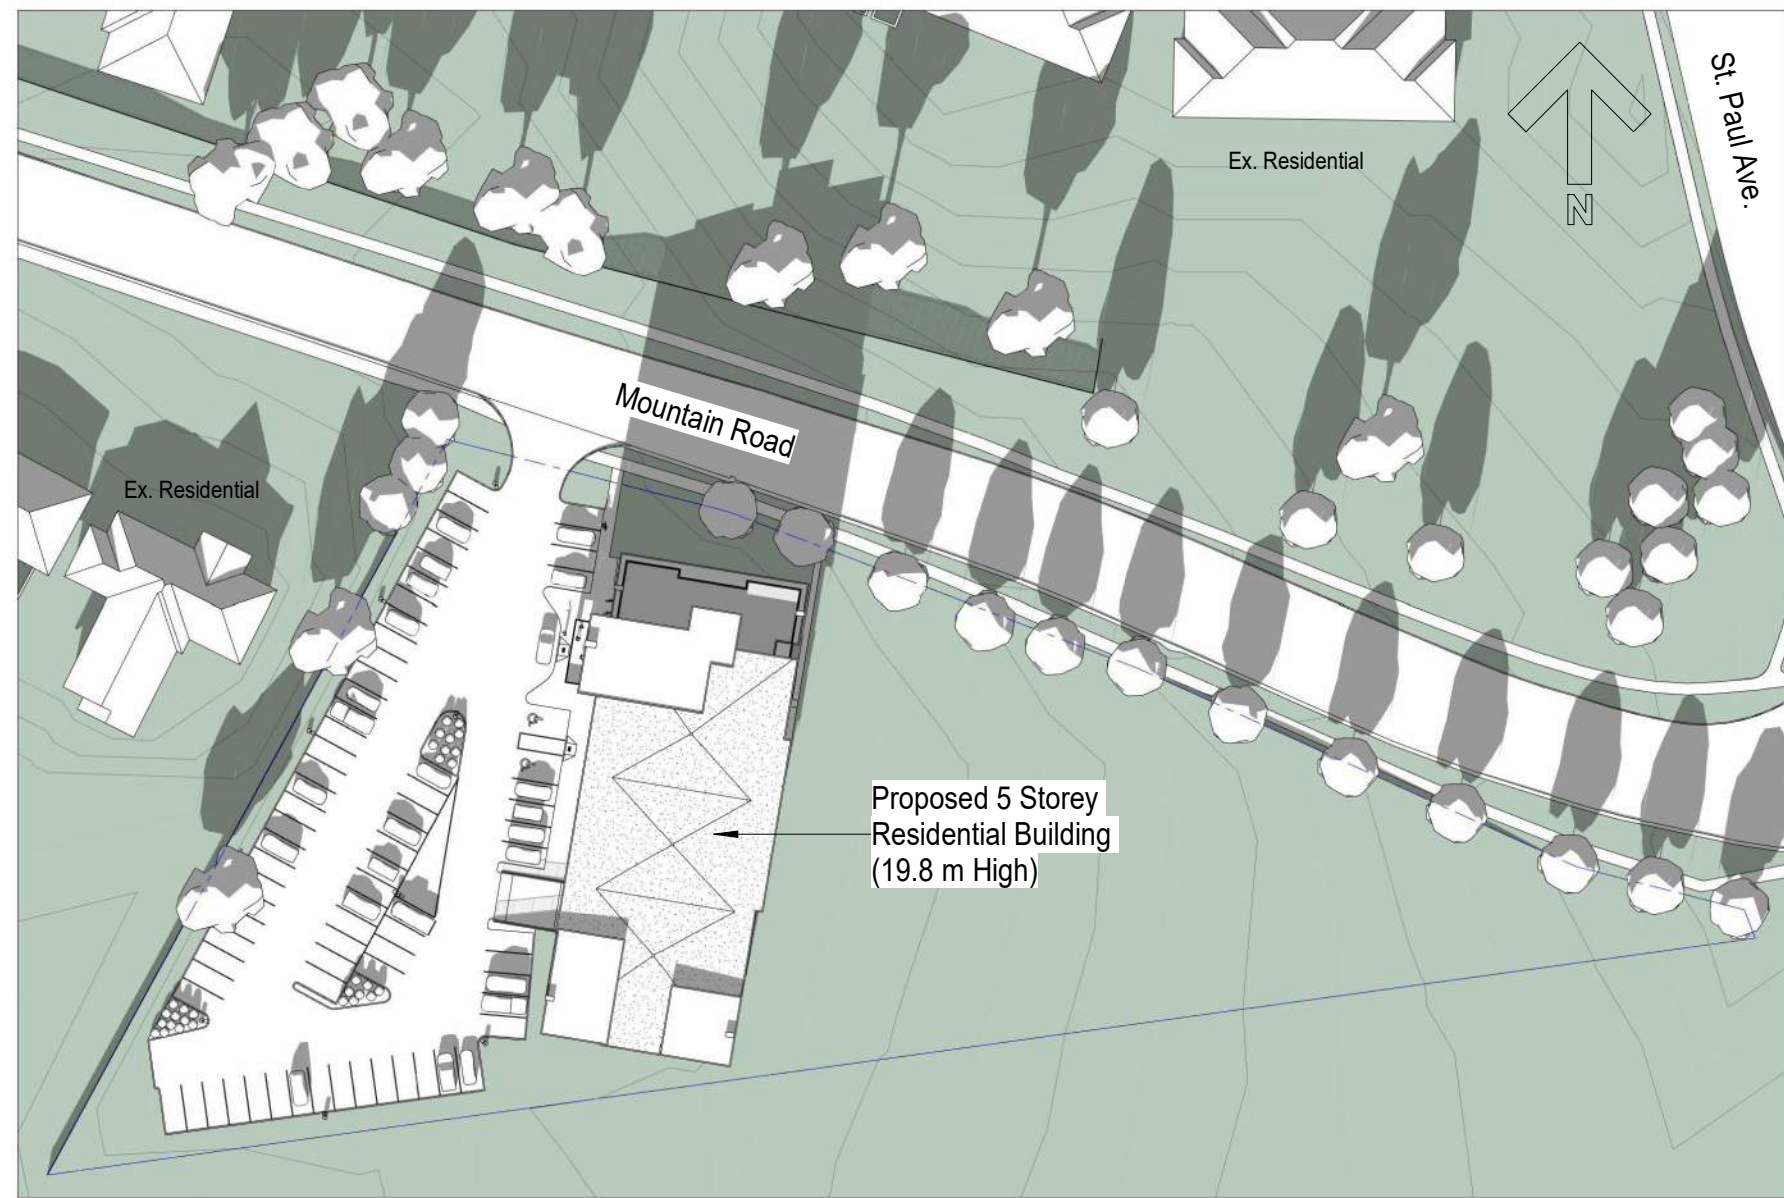 St. Paul Ave.
Ex. Residential
N
Mountain Road
Ex. Residential
Proposed 5 Storey
Residential Building
(19.8 m High)